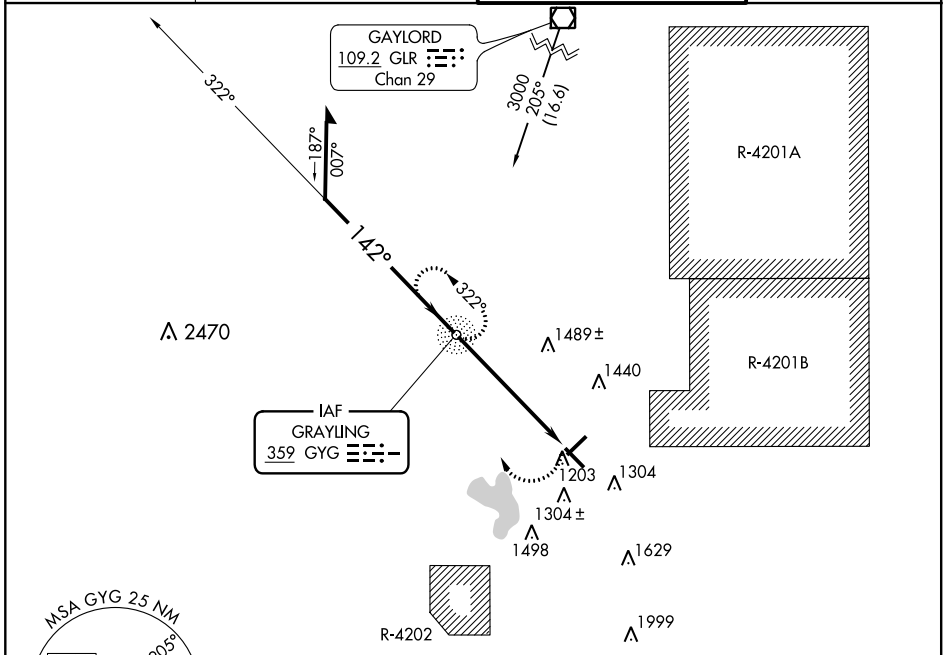 GAYLORD
109.2 GLR
Chan 29
3000
205°
(16.6)
322°
187°
007°
R-4201A
142°
322°
2470
1489±
1440
R-4201B
IAF
GRAYLING
359 GYG
1203
1304
1304±
1498
1629
R-4202
1999
MSA GYG 25 NM
005°